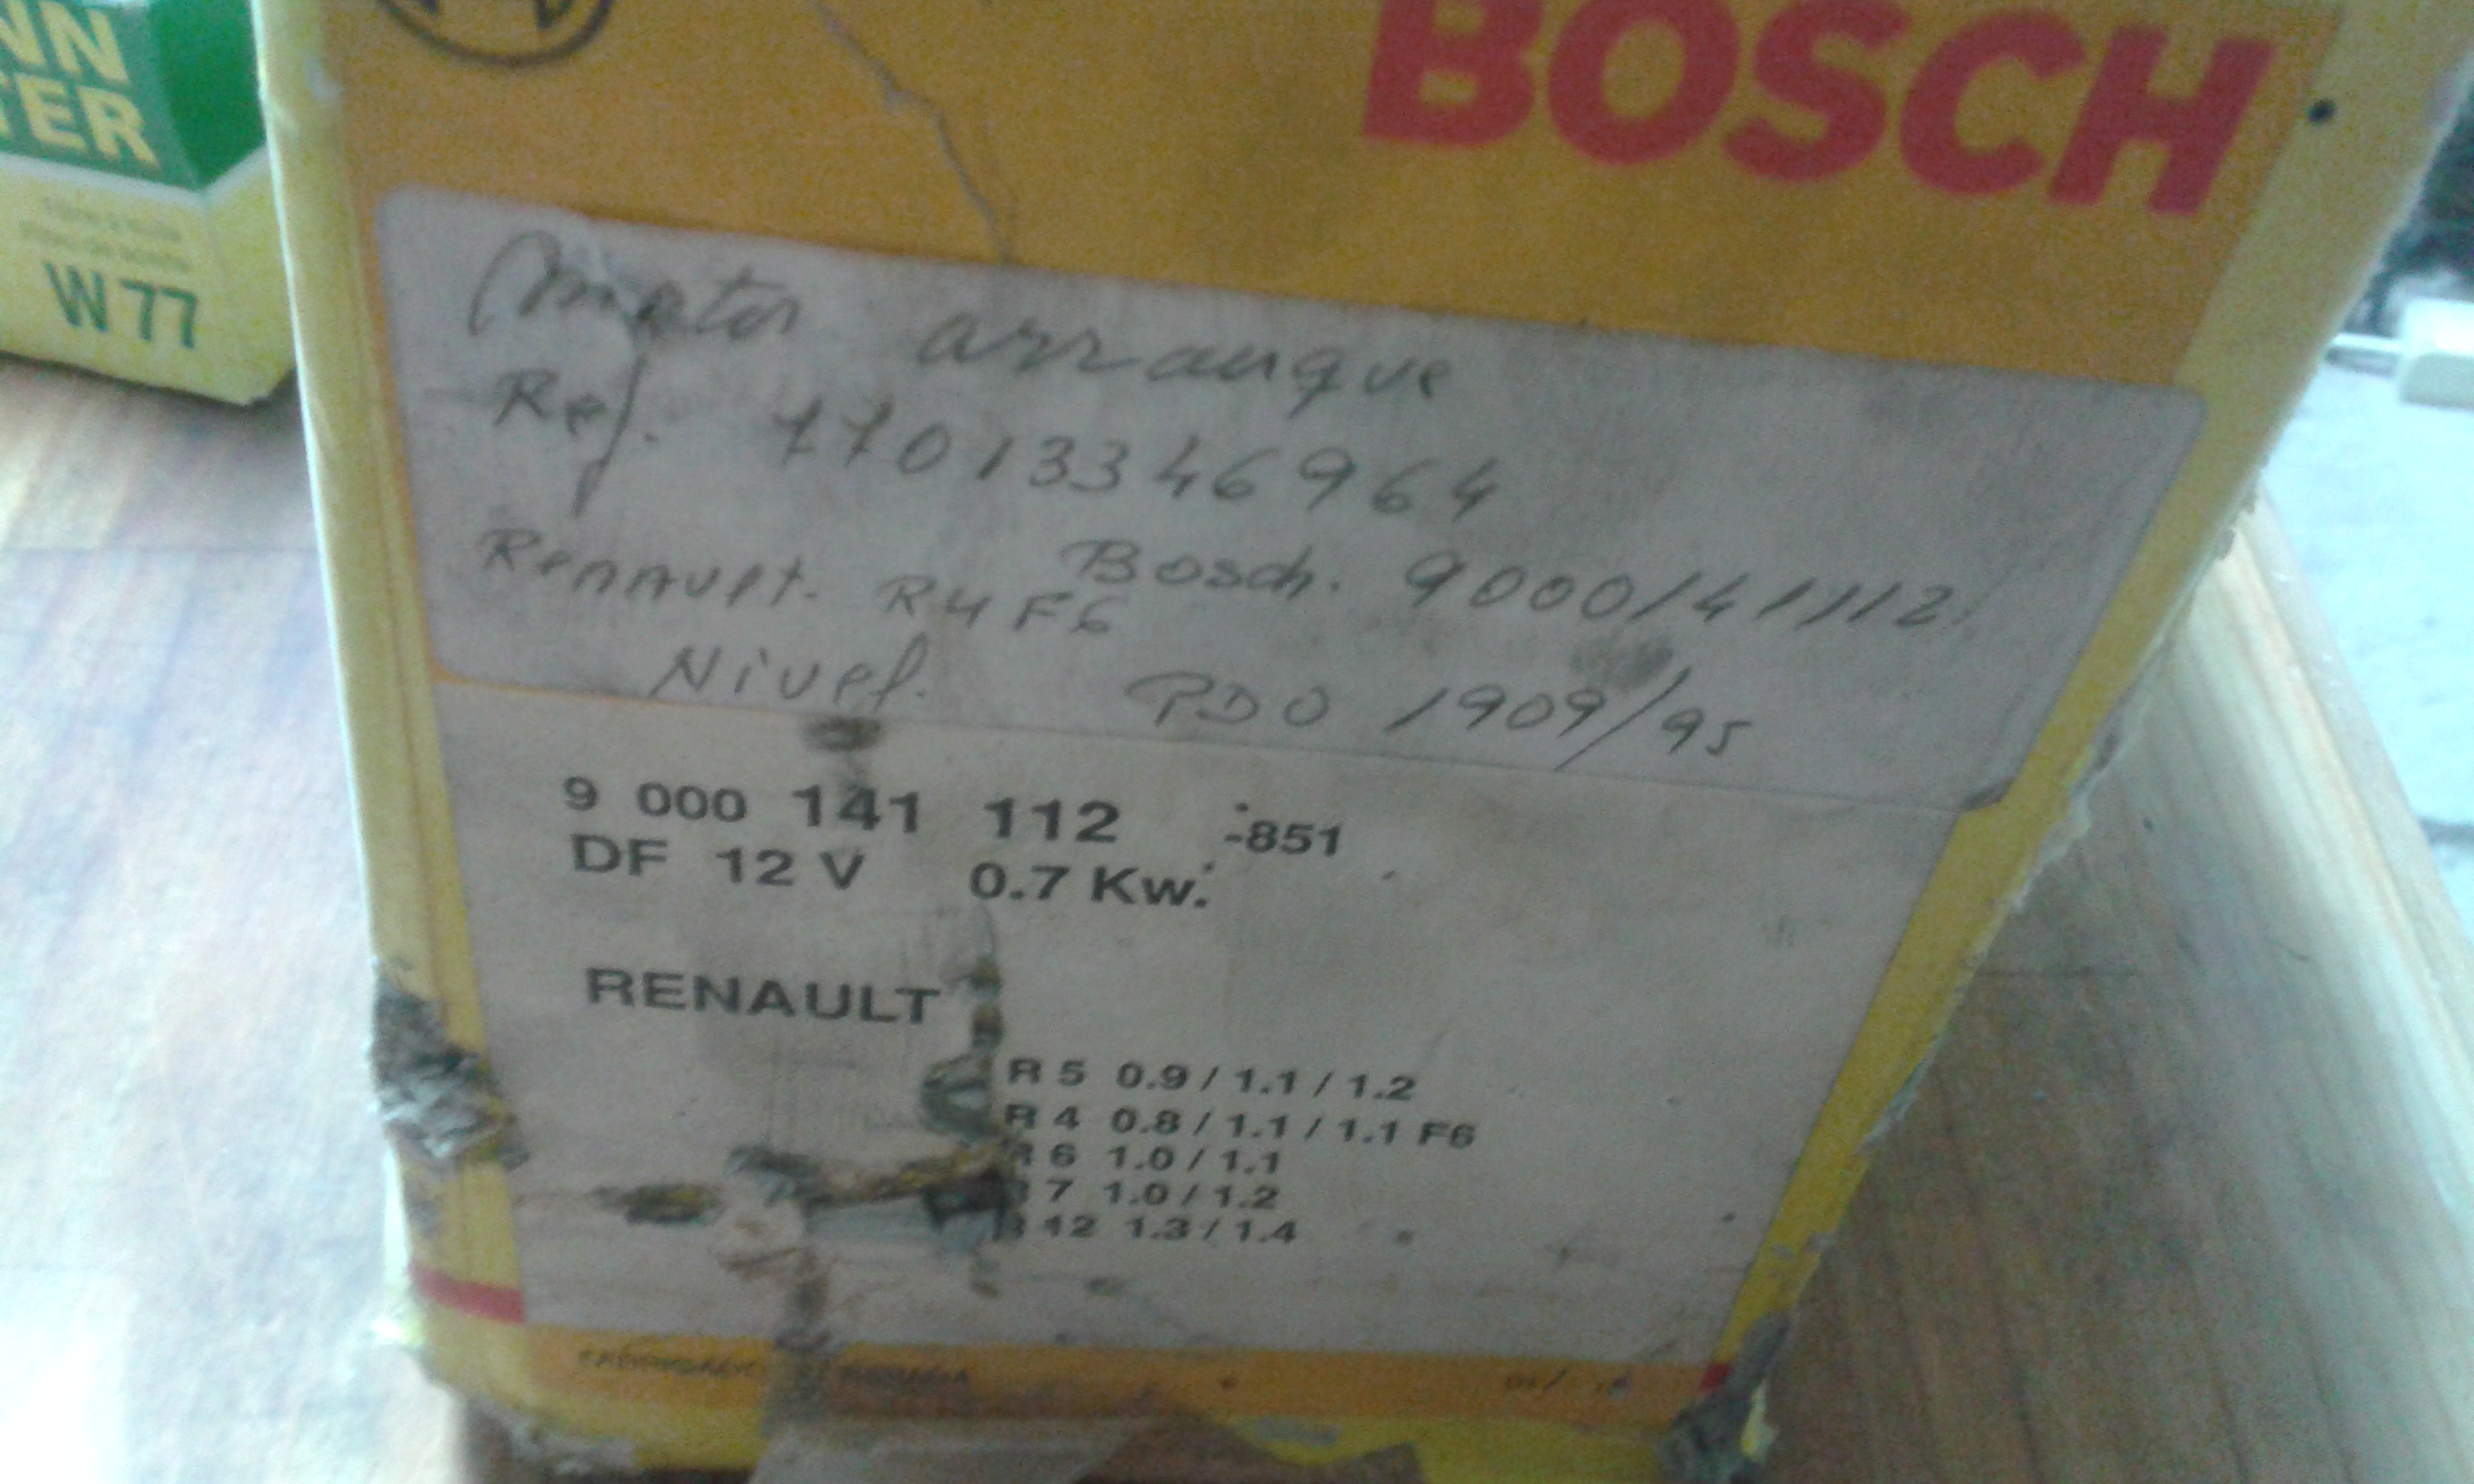 BOSCH
NN
TER
W 77
Motor arranque
Ref. 77013346964
Bosch. 9000141112
Renault. R4F6
Nivel. PDO 1909/95
9 000 141 112 -851
DF 12 V 0.7 Kw.
RENAULT
R 5 0.9 / 1.1 / 1.2
R 4 0.8 / 1.1 / 1.1 F6
R 6 1.0 / 1.1
R 7 1.0 / 1.2
R 12 1.3 / 1.4